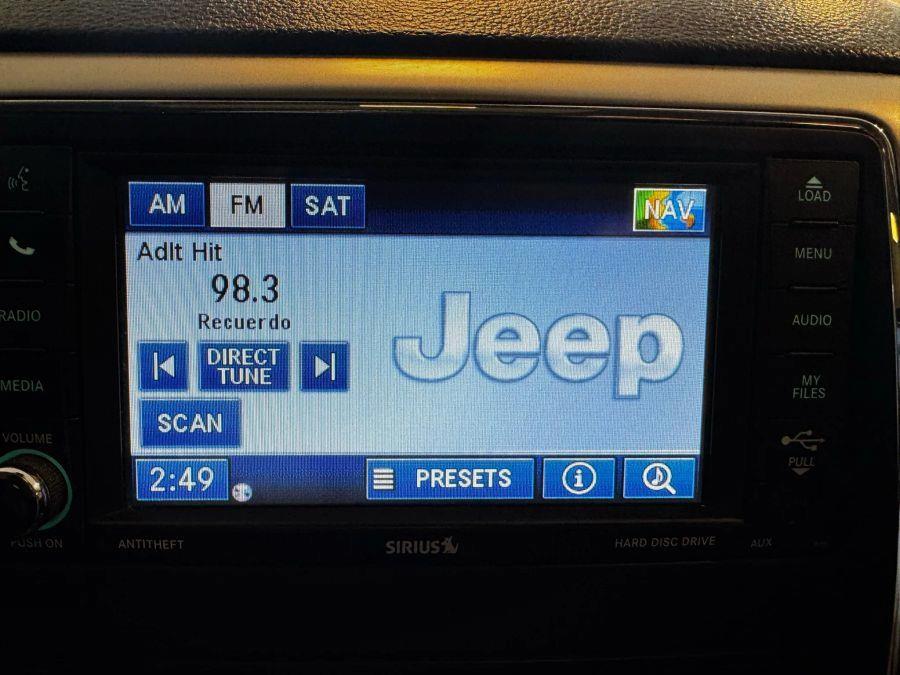 AM
FM
SAT
NAV
Adlt Hit
98.3
Recuerdo
DIRECT
TUNE
SCAN
Jeep
2:49
PRESETS
RADIO
MEDIA
VOLUME
PUSH ON
LOAD
MENU
AUDIO
MY
FILES
PULL
ANTITHEFT
SIRIUS
HARD DISC DRIVE
AUX